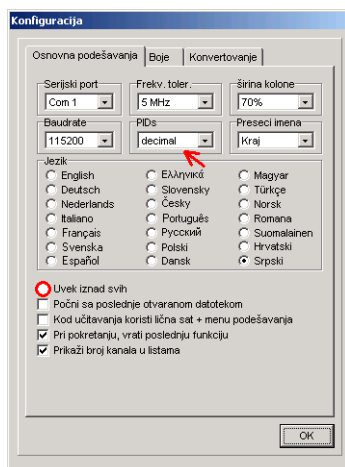 Konfiguracija
Osnovna podešavanja Boje Konvertovanje
Serijski port Frekv. toler. širina kolone
Com 1 5 MHz 70%
Baudrate PIDs Preseci imena
115200 decimal Kraj
Jezik
English Ελληνικά Magyar
Deutsch Slovensky Türkçe
Nederlands Česky Norsk
Italiano Português Romana
Français Русский Suomalainen
Svenska Polski Hrvatski
Español Dansk Srpski
Uvek iznad svih
Počni sa poslednje otvaranom datotekom
Kod učitavanja koristi lična sat + menu podešavanja
Pri pokretanju, vrati poslednju funkciju
Prikaži broj kanala u listama
OK